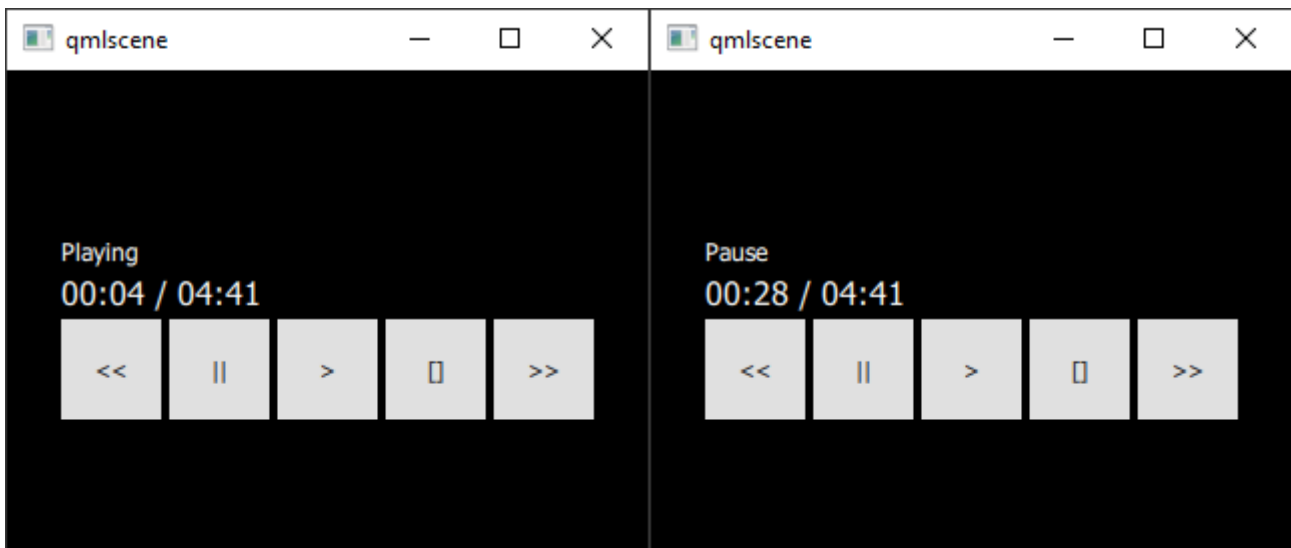 qmlscene
Playing
00:04 / 04:41
<< || > [] >>
qmlscene
Pause
00:28 / 04:41
<< || > [] >>